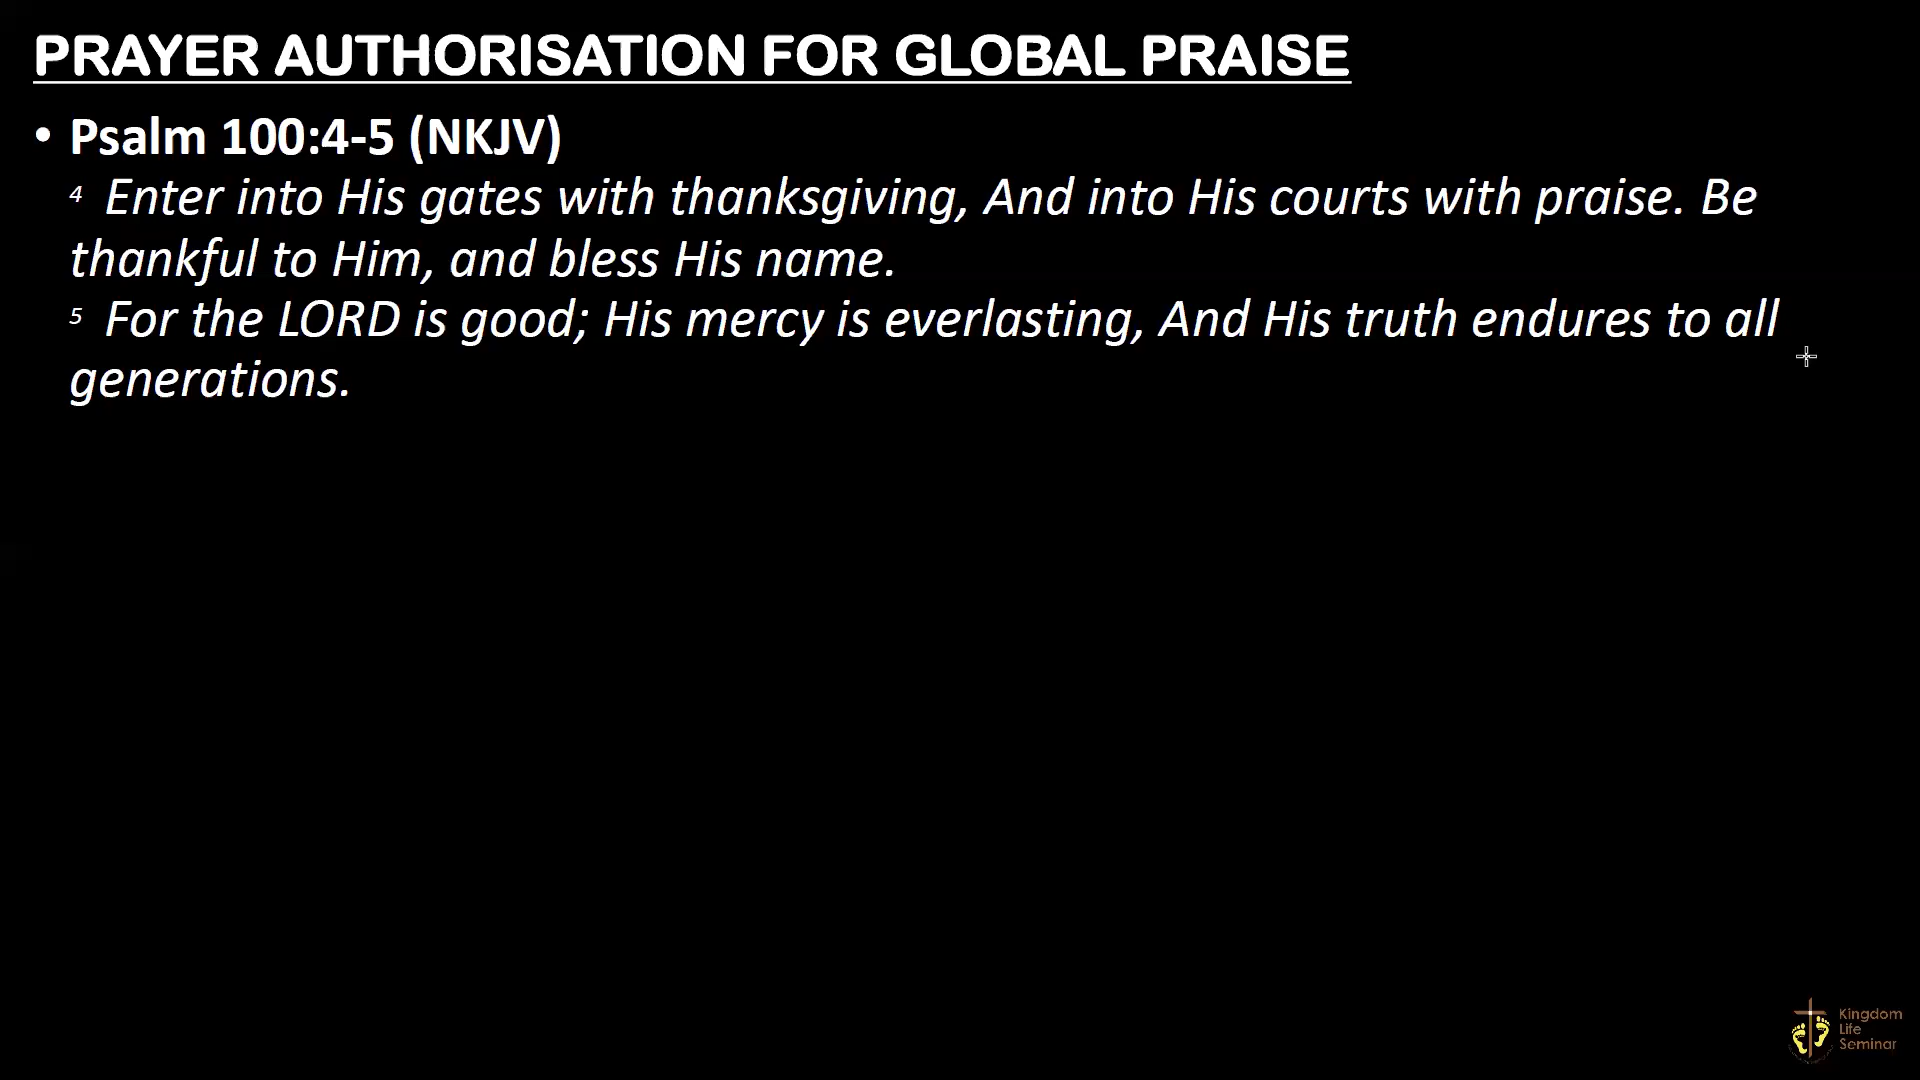 PRAYER AUTHORISATION FOR GLOBAL PRAISE
• Psalm 100:4-5 (NKJV)
4 Enter into His gates with thanksgiving, And into His courts with praise. Be
thankful to Him, and bless His name.
5 For the LORD is good; His mercy is everlasting, And His truth endures to all
generations.
Kingdom
Life
Seminar